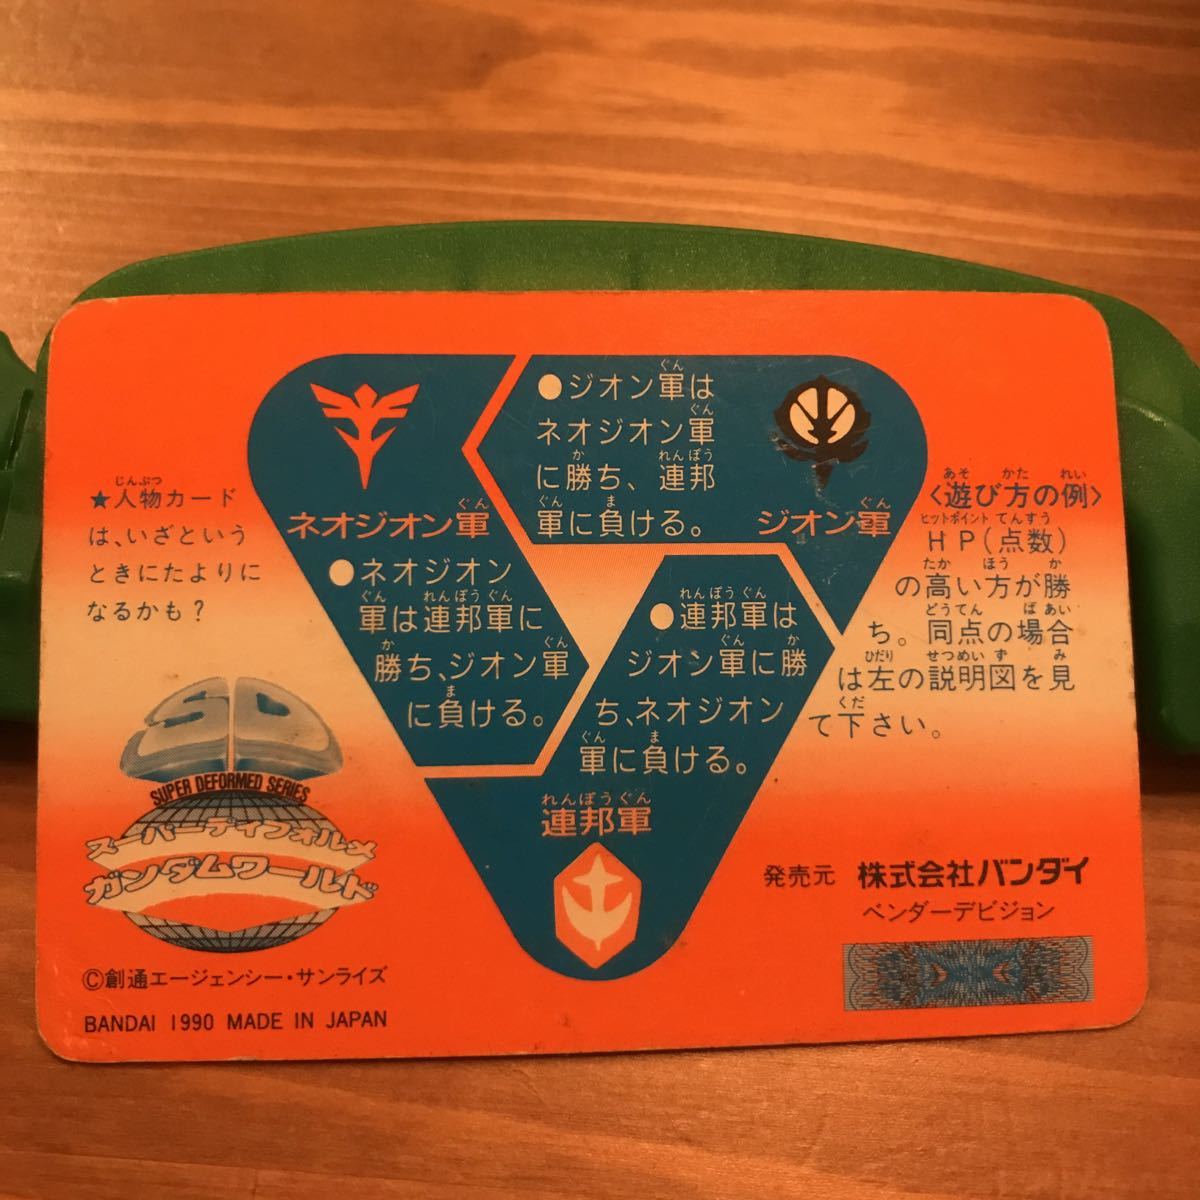 ●ジオン軍は
ネオジオン軍
に勝ち、連邦
軍に負ける。
ネオジオン軍
ジオン軍
●ネオジオン
軍は連邦軍に
勝ち、ジオン軍
に負ける。
●連邦軍は
ジオン軍に勝
ち、ネオジオン
軍に負ける。
連邦軍
★人物カード
は、いざという
ときにたよりに
なるかも?
〈遊び方の例〉
HP(点数)
の高い方が勝
ち。同点の場合
は左の説明図を見
て下さい。
SUPER DEFORMED SERIES
スーパーディフォルメ
ガンダムワールド
©創通エージェンシー・サンライズ
BANDAI 1990 MADE IN JAPAN
発売元 株式会社バンダイ
ベンダーデビジョン